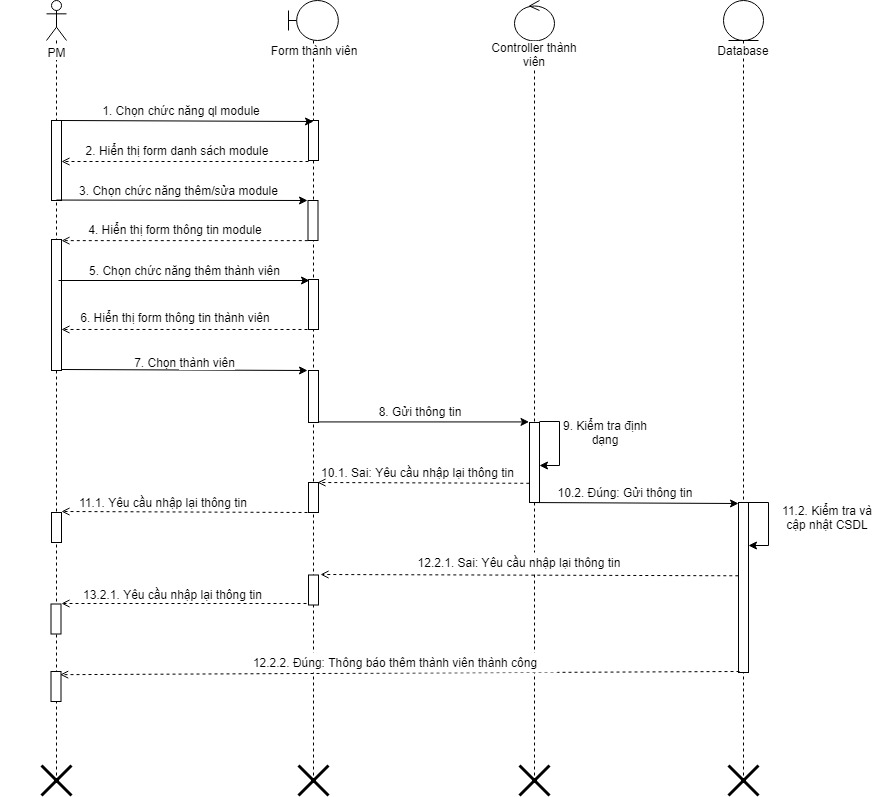 PM
Form thành viên
Controller thành
viên
Database
1. Chọn chức năng ql module
2. Hiển thị form danh sách module
3. Chọn chức năng thêm/sửa module
4. Hiển thị form thông tin module
5. Chọn chức năng thêm thành viên
6. Hiển thị form thông tin thành viên
7. Chọn thành viên
8. Gửi thông tin
9. Kiểm tra định
dạng
10.1. Sai: Yêu cầu nhập lại thông tin
10.2. Đúng: Gửi thông tin
11.1. Yêu cầu nhập lại thông tin
11.2. Kiểm tra và
cập nhật CSDL
12.2.1. Sai: Yêu cầu nhập lại thông tin
13.2.1. Yêu cầu nhập lại thông tin
12.2.2. Đúng: Thông báo thêm thành viên thành công